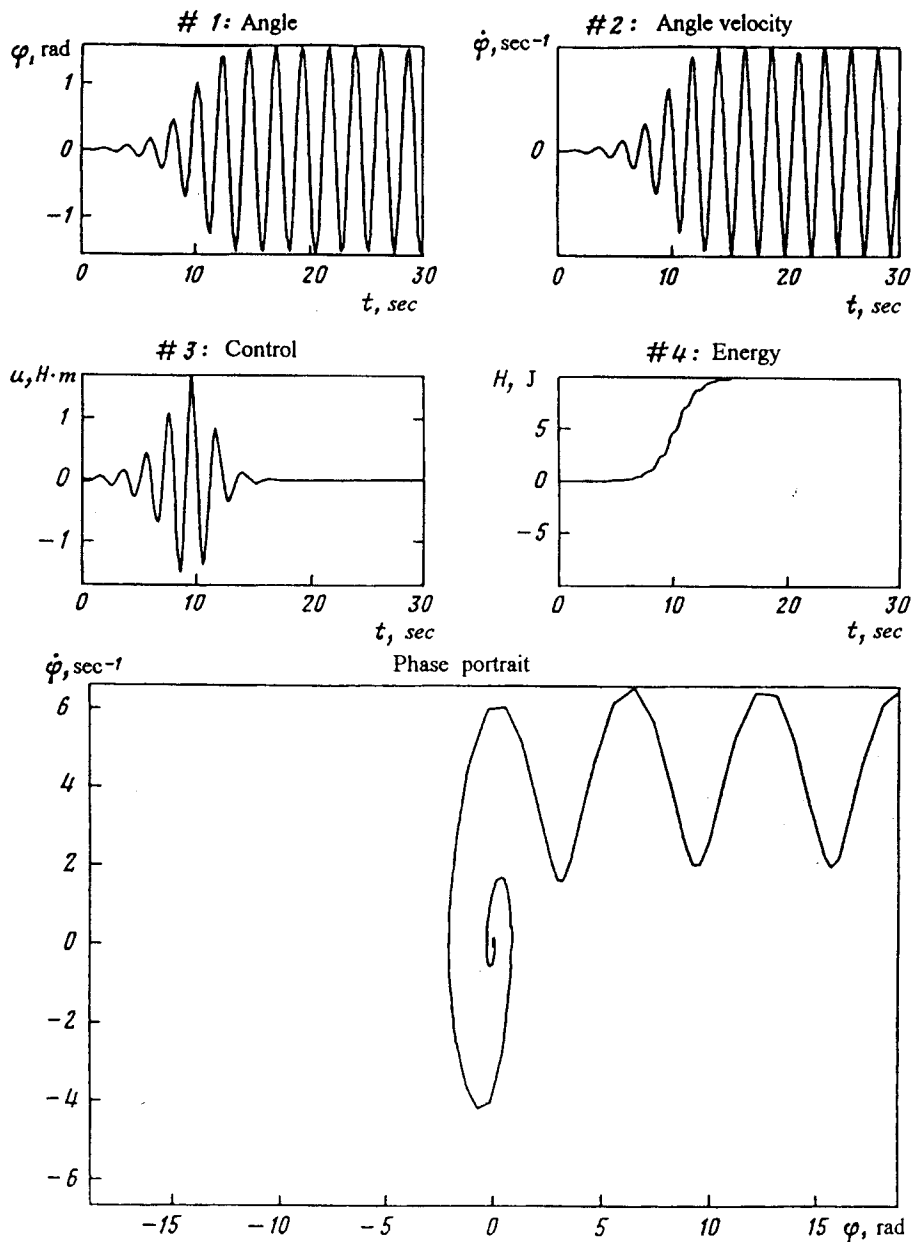 # 1: Angle
#2: Angle velocity
φ, rad
1
0
−1
0 10 20 30
t, sec
φ̇, sec⁻¹
0
0 10 20 30
t, sec
#3: Control
#4: Energy
u, H·m
1
0
−1
0 10 20 30
t, sec
H, J
5
0
−5
0 10 20 30
t, sec
φ̇, sec⁻¹
Phase portrait
6
4
2
0
−2
−4
−6
−15 −10 −5 0 5 10 15 φ, rad